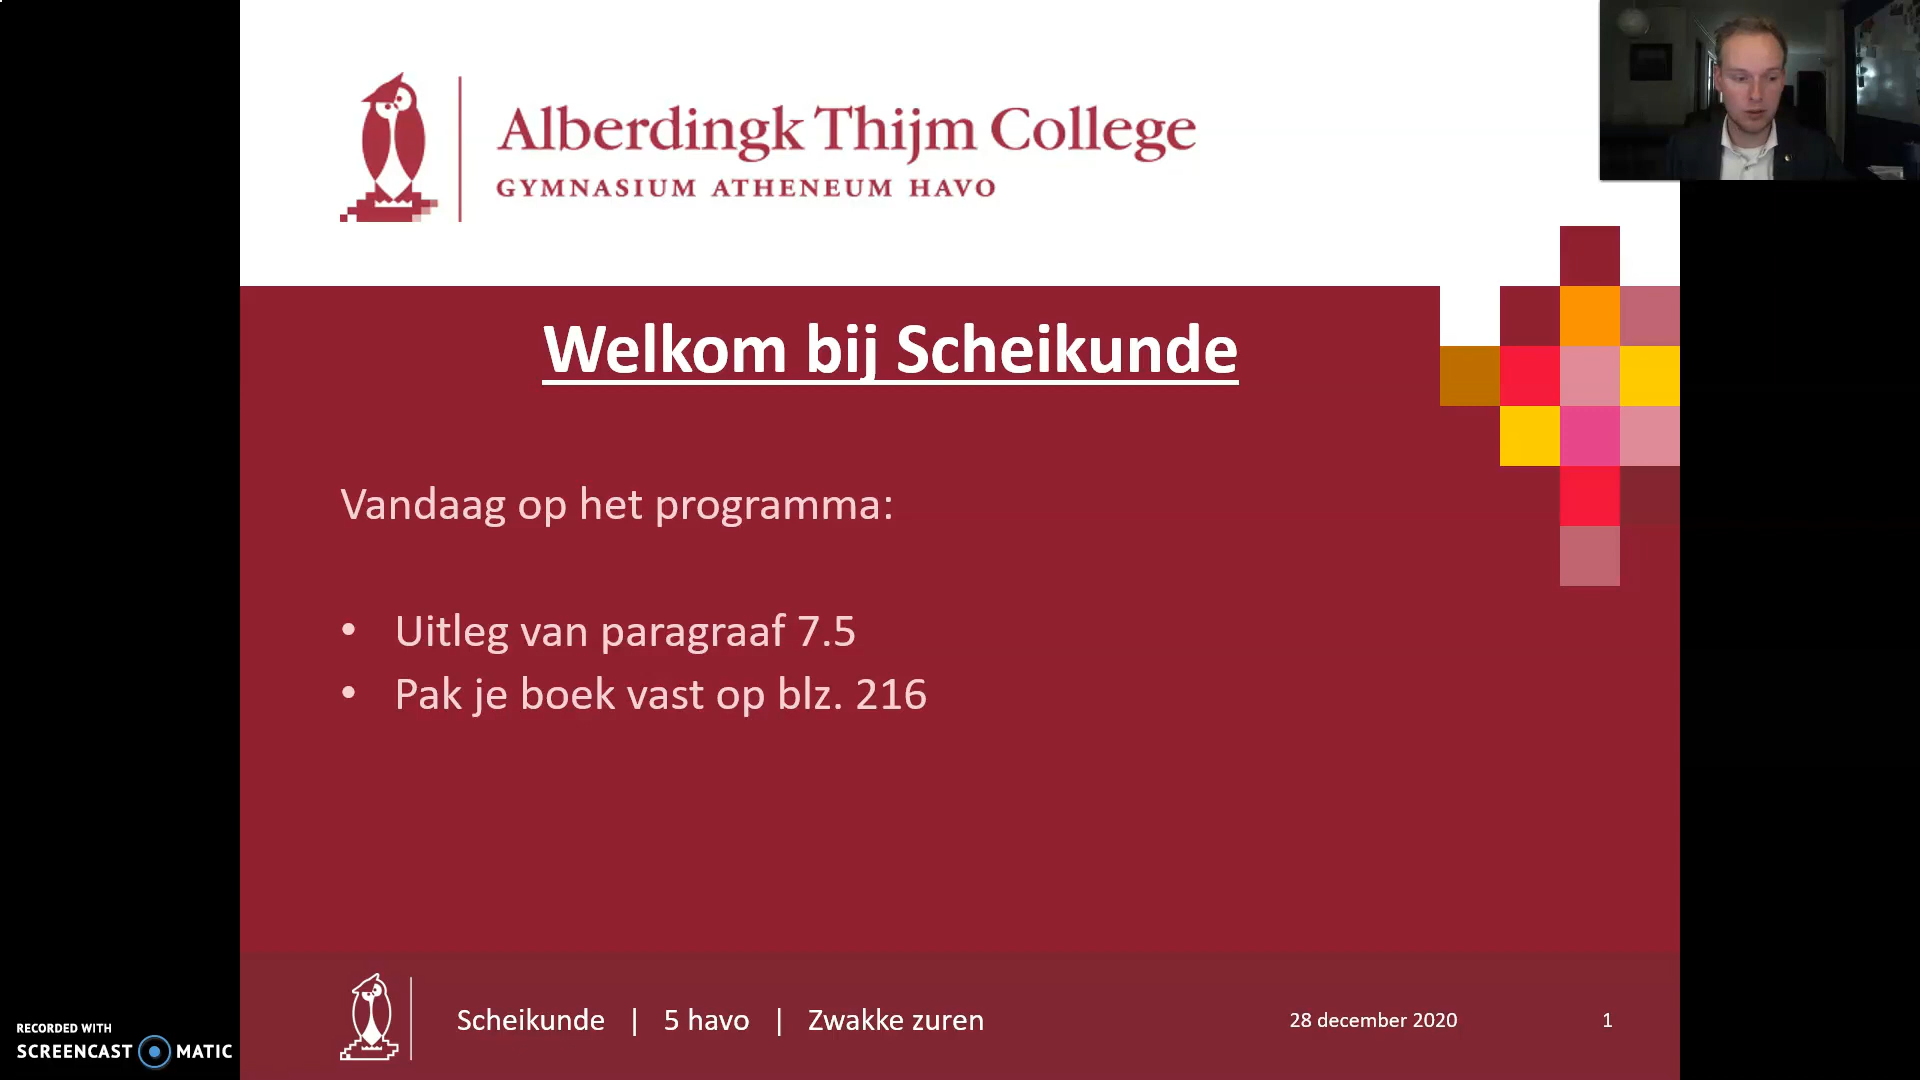 Alberdingk Thijm College
GYMNASIUM ATHENEUM HAVO
Welkom bij Scheikunde
Vandaag op het programma:
• Uitleg van paragraaf 7.5
• Pak je boek vast op blz. 216
Scheikunde | 5 havo | Zwakke zuren
28 december 2020
1
RECORDED WITH
SCREENCAST MATIC